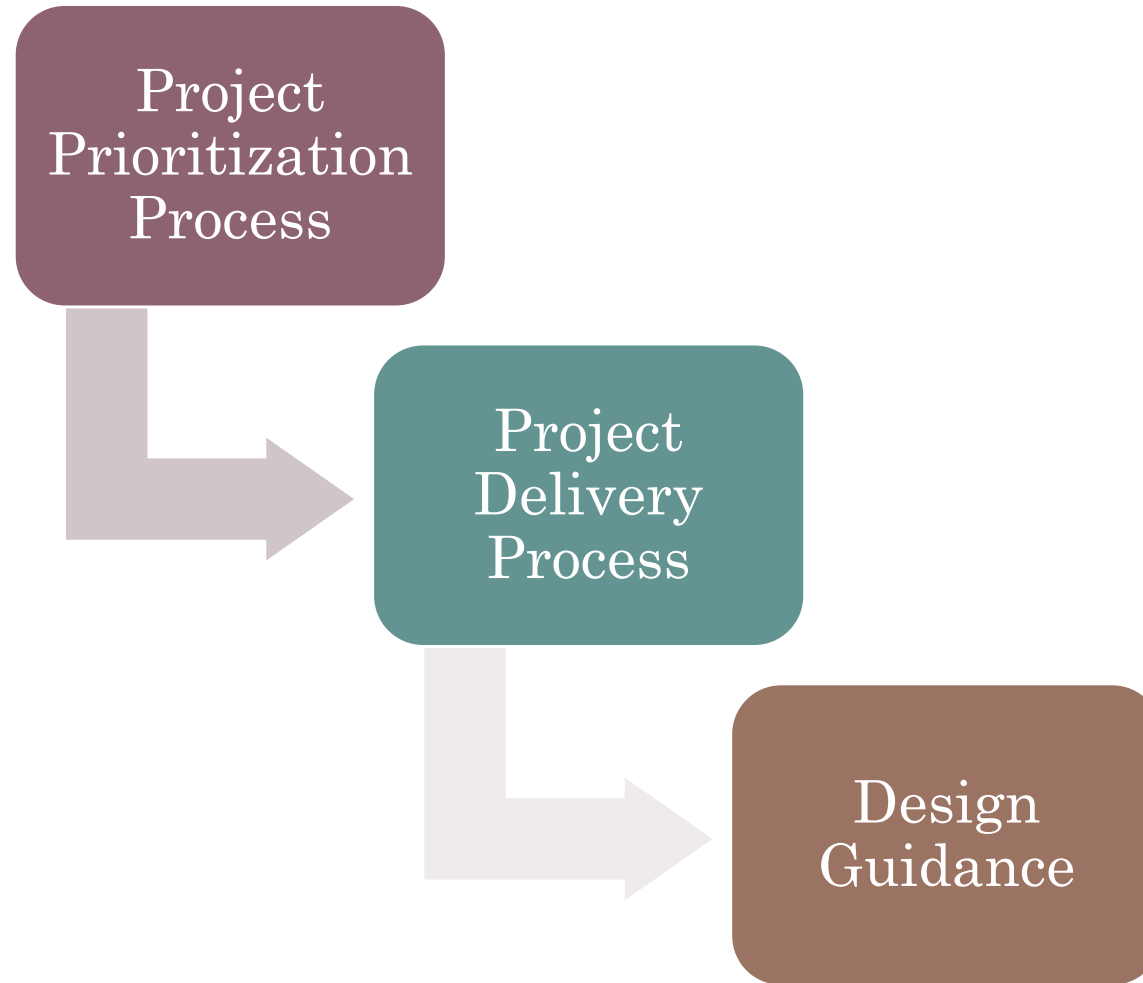 Project
Prioritization
Process
Project
Delivery
Process
Design
Guidance